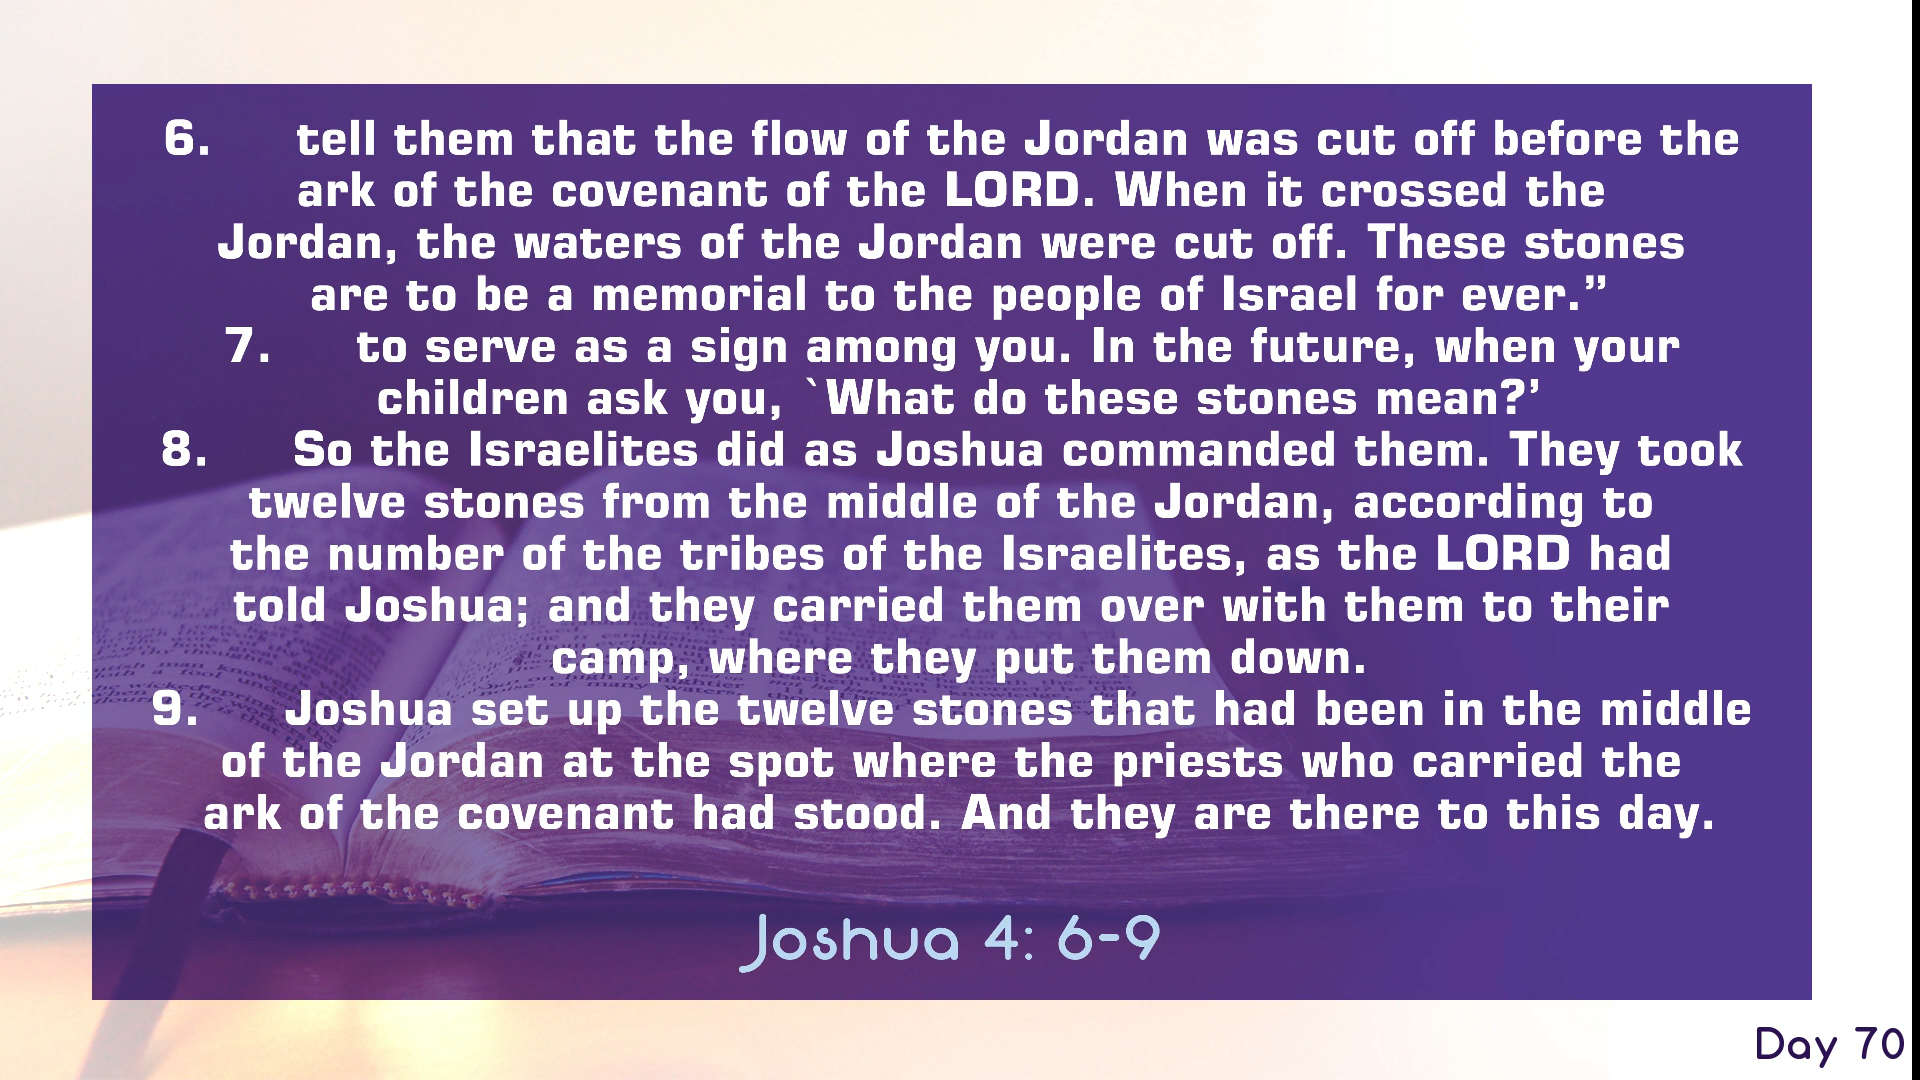 6. tell them that the flow of the Jordan was cut off before the
ark of the covenant of the LORD. When it crossed the
Jordan, the waters of the Jordan were cut off. These stones
are to be a memorial to the people of Israel for ever.”
7. to serve as a sign among you. In the future, when your
children ask you, `What do these stones mean?’
8. So the Israelites did as Joshua commanded them. They took
twelve stones from the middle of the Jordan, according to
the number of the tribes of the Israelites, as the LORD had
told Joshua; and they carried them over with them to their
camp, where they put them down.
9. Joshua set up the twelve stones that had been in the middle
of the Jordan at the spot where the priests who carried the
ark of the covenant had stood. And they are there to this day.
Joshua 4: 6-9
Day 70